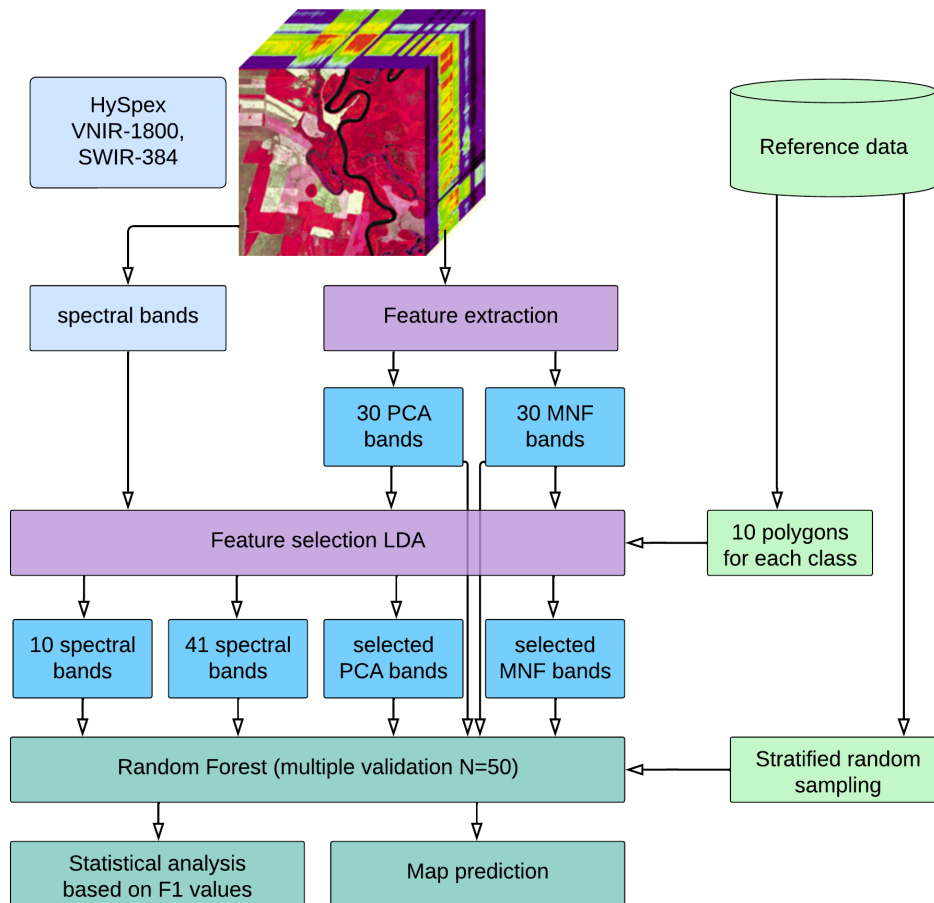 HySpex
VNIR-1800,
SWIR-384
Reference data
spectral bands
Feature extraction
30 PCA
bands
30 MNF
bands
Feature selection LDA
10 polygons
for each class
10 spectral
bands
41 spectral
bands
selected
PCA bands
selected
MNF bands
Random Forest (multiple validation N=50)
Stratified random
sampling
Statistical analysis
based on F1 values
Map prediction